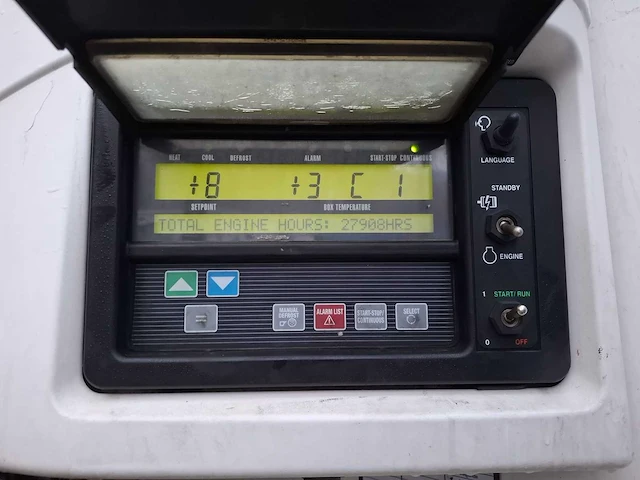 HEAT COOL DEFROST ALARM START-STOP CONTINUOUS
+8 +3 C 1
SETPOINT BOX TEMPERATURE
TOTAL ENGINE HOURS: 27908HRS
MANUAL DEFROST
ALARM LIST
START-STOP/ CONTINUOUS
SELECT
LANGUAGE
STANDBY
ENGINE
1 START/RUN
0 OFF